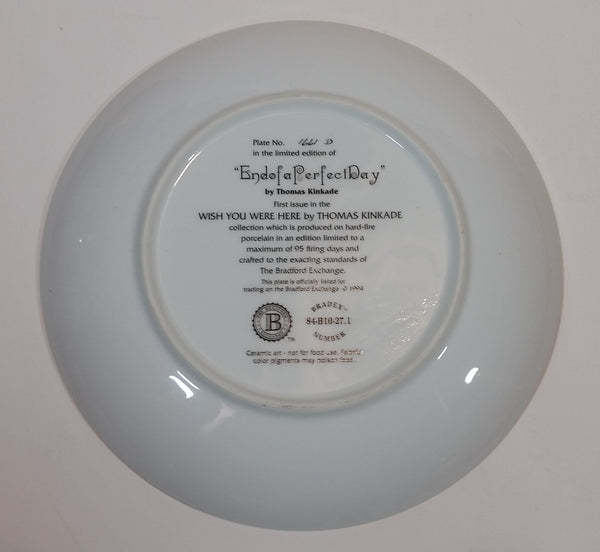 Plate No. D
in the limited edition of
"EndofaPerfectDay"
by Thomas Kinkade
First issue in the
WISH YOU WERE HERE by THOMAS KINKADE
collection which is produced on hard-fire
porcelain in an edition limited to a
maximum of 95 firing days and
crafted to the exacting standards of
The Bradford Exchange.
This plate is officially listed for
trading on the Bradford Exchange © 1994
B
TM
BRADEX-
84-B10-27.1
NUMBER
Ceramic art - not for food use. Painting
color pigments may poison food.